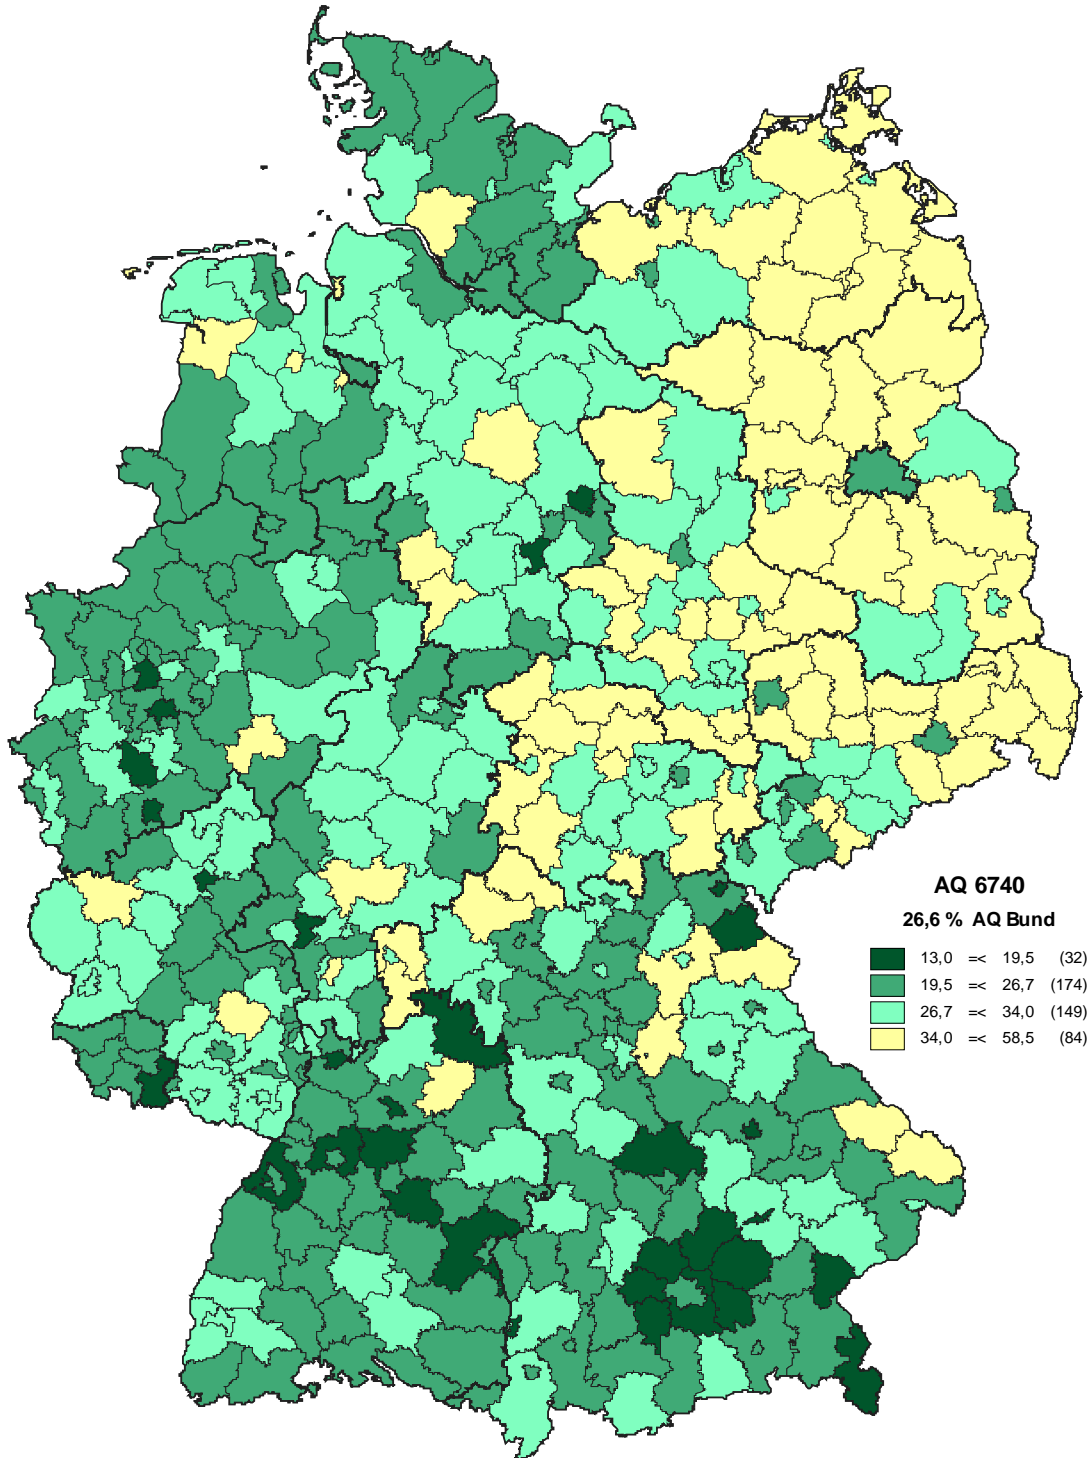 AQ 6740
26,6 % AQ Bund
13,0 =< 19,5 (32)
19,5 =< 26,7 (174)
26,7 =< 34,0 (149)
34,0 =< 58,5 (84)